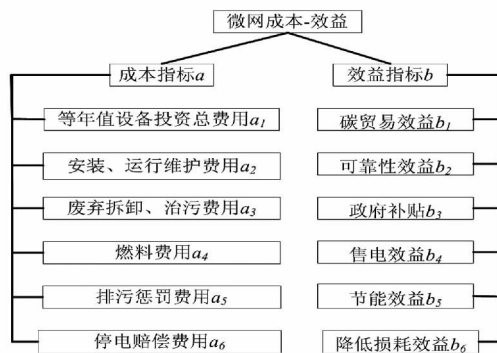 微网成本-效益
成本指标a
效益指标b
等年值设备投资总费用a₁
碳贸易效益b₁
安装、运行维护费用a₂
可靠性效益b₂
废弃拆卸、治污费用a₃
政府补贴b₃
燃料费用a₄
售电效益b₄
排污惩罚费用a₅
节能效益b₅
停电赔偿费用a₆
降低损耗效益b₆